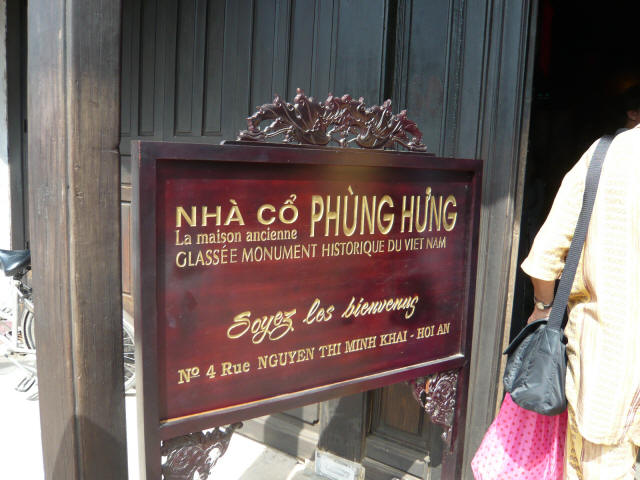 NHÀ CỔ PHÙNG HƯNG
La maison ancienne
GLASSÉE MONUMENT HISTORIQUE DU VIET NAM
Soyez les bienvenus
Nº 4 Rue NGUYEN THI MINH KHAI - HOI AN